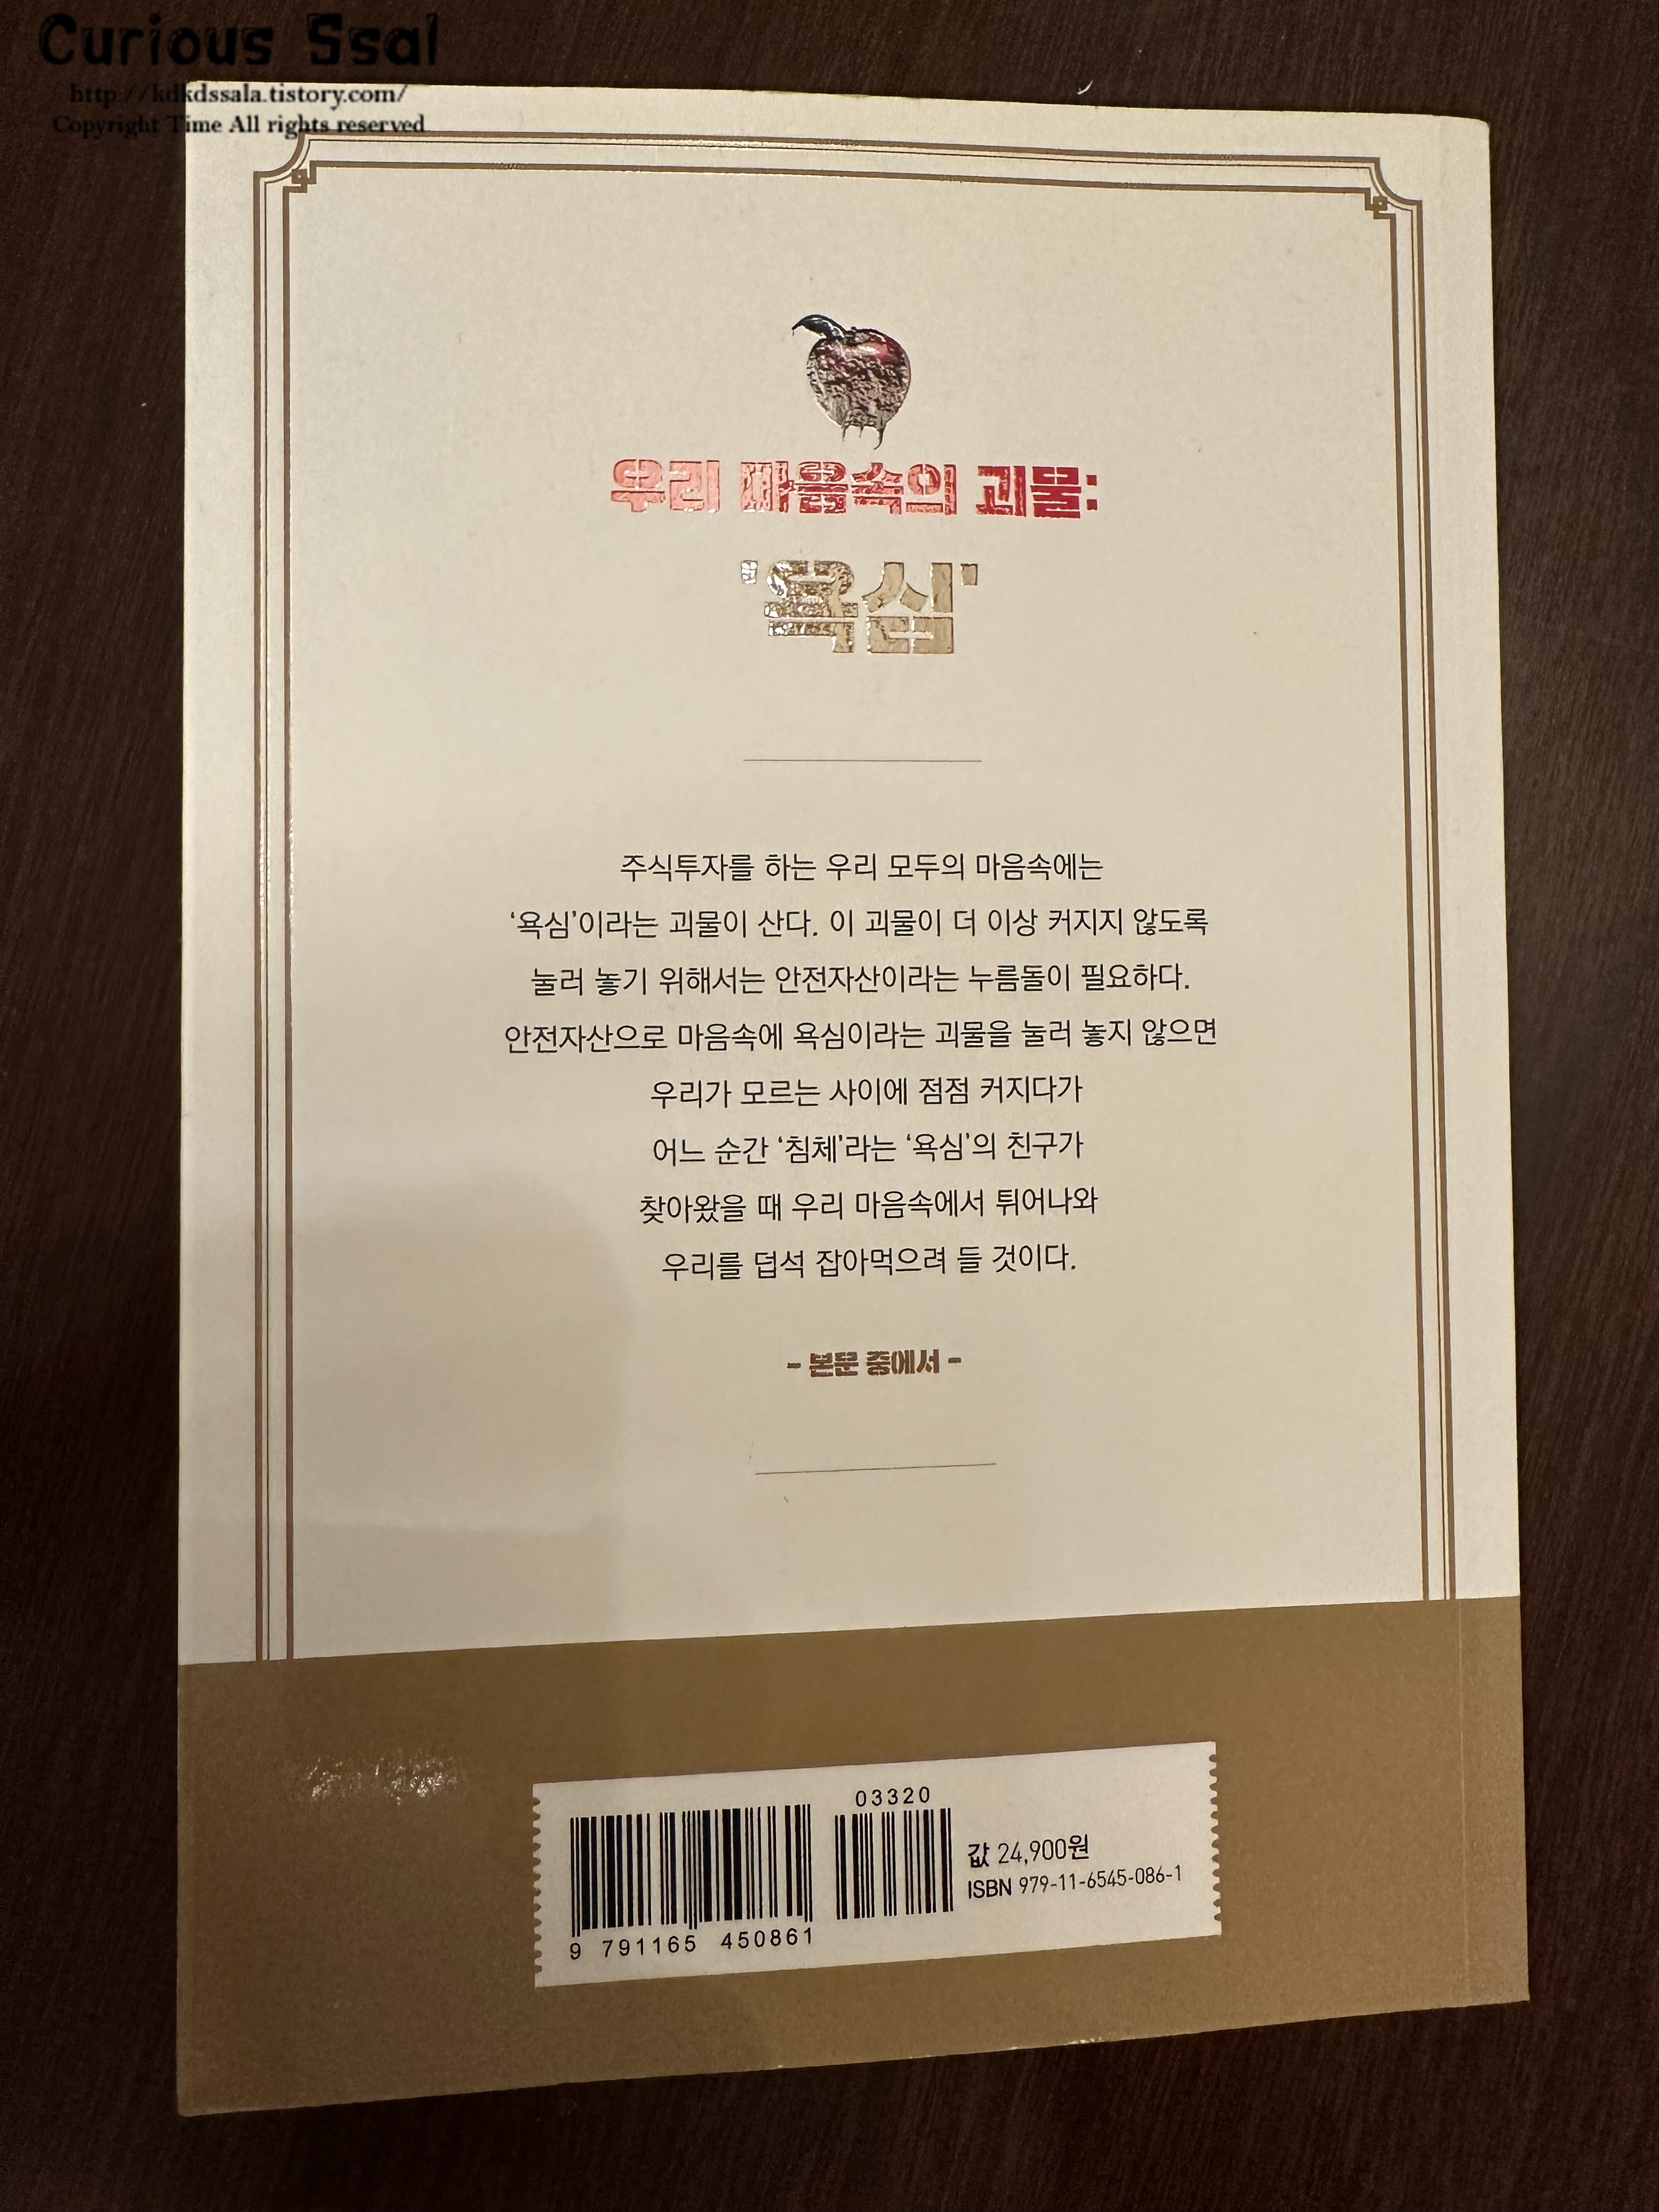 Curious Ssal
http://kdkdssala.tistory.com/
Copyright Time All rights reserved
우리 마음속의 괴물:
'욕심'
주식투자를 하는 우리 모두의 마음속에는
‘욕심’이라는 괴물이 산다. 이 괴물이 더 이상 커지지 않도록
눌러 놓기 위해서는 안전자산이라는 누름돌이 필요하다.
안전자산으로 마음속에 욕심이라는 괴물을 눌러 놓지 않으면
우리가 모르는 사이에 점점 커지다가
어느 순간 ‘침체’라는 ‘욕심’의 친구가
찾아왔을 때 우리 마음속에서 튀어나와
우리를 덥석 잡아먹으려 들 것이다.
- 본문 중에서 -
03320
값 24,900원
ISBN 979-11-6545-086-1
9 791165 450861